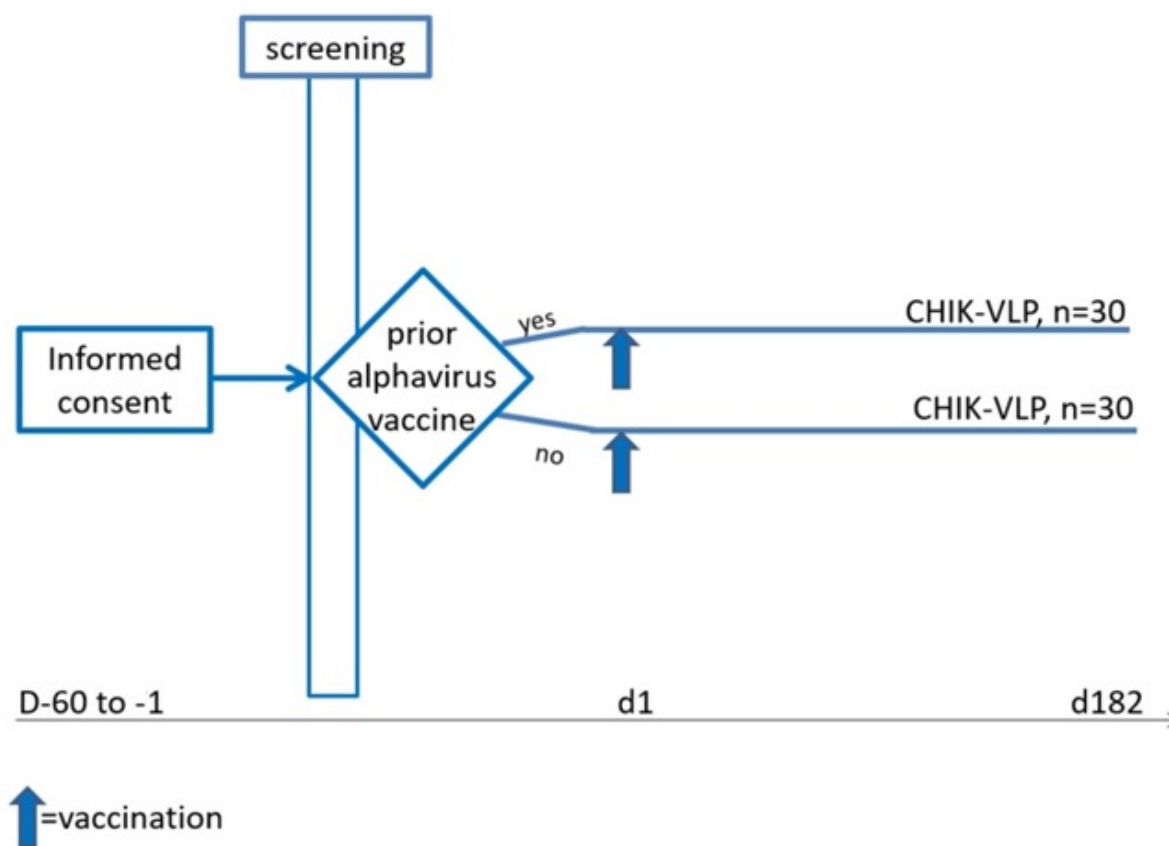 screening
Informed
consent
prior
alphavirus
vaccine
yes
CHIK-VLP, n=30
no
CHIK-VLP, n=30
D-60 to -1
d1
d182
=vaccination